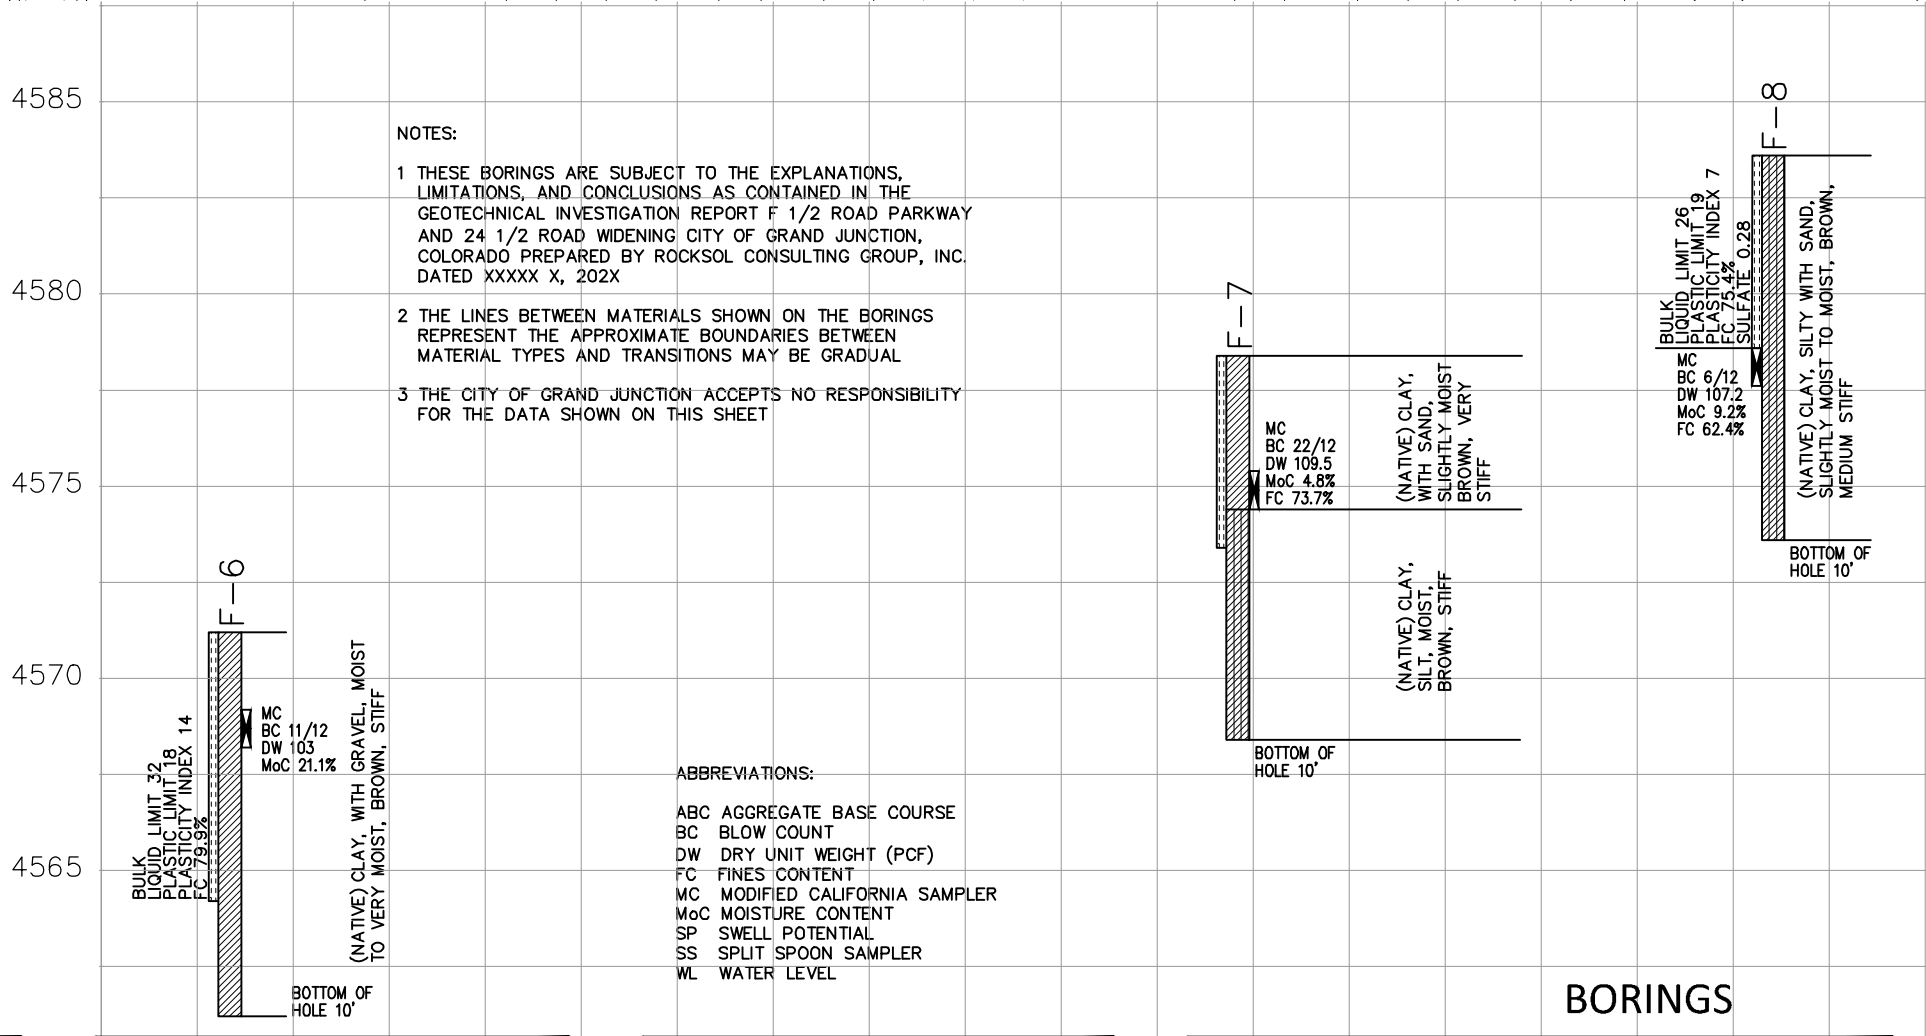 4585
4580
4575
4570
4565
NOTES:
1 THESE BORINGS ARE SUBJECT TO THE EXPLANATIONS,
LIMITATIONS, AND CONCLUSIONS AS CONTAINED IN THE
GEOTECHNICAL INVESTIGATION REPORT F 1/2 ROAD PARKWAY
AND 24 1/2 ROAD WIDENING CITY OF GRAND JUNCTION,
COLORADO PREPARED BY ROCKSOL CONSULTING GROUP, INC.
DATED XXXXX X, 202X
2 THE LINES BETWEEN MATERIALS SHOWN ON THE BORINGS
REPRESENT THE APPROXIMATE BOUNDARIES BETWEEN
MATERIAL TYPES AND TRANSITIONS MAY BE GRADUAL
3 THE CITY OF GRAND JUNCTION ACCEPTS NO RESPONSIBILITY
FOR THE DATA SHOWN ON THIS SHEET
F-6
BULK
LIQUID LIMIT 32
PLASTIC LIMIT 18
PLASTICITY INDEX 14
FC 79.9%
MC
BC 11/12
DW 103
MoC 21.1%
(NATIVE) CLAY, WITH GRAVEL, MOIST
TO VERY MOIST, BROWN, STIFF
BOTTOM OF
HOLE 10'
ABBREVIATIONS:
ABC AGGREGATE BASE COURSE
BC BLOW COUNT
DW DRY UNIT WEIGHT (PCF)
FC FINES CONTENT
MC MODIFIED CALIFORNIA SAMPLER
MoC MOISTURE CONTENT
SP SWELL POTENTIAL
SS SPLIT SPOON SAMPLER
WL WATER LEVEL
F-7
MC
BC 22/12
DW 109.5
MoC 4.8%
FC 73.7%
(NATIVE) CLAY,
WITH SAND,
SLIGHTLY MOIST
BROWN, VERY
STIFF
(NATIVE) CLAY,
SILT, MOIST,
BROWN, STIFF
BOTTOM OF
HOLE 10'
F-8
BULK
LIQUID LIMIT 26
PLASTIC LIMIT 19
PLASTICITY INDEX 7
FC 75.4%
SULFATE 0.28
MC
BC 6/12
DW 107.2
MoC 9.2%
FC 62.4%
(NATIVE) CLAY, SILTY WITH SAND,
SLIGHTLY MOIST TO MOIST, BROWN,
MEDIUM STIFF
BOTTOM OF
HOLE 10'
BORINGS